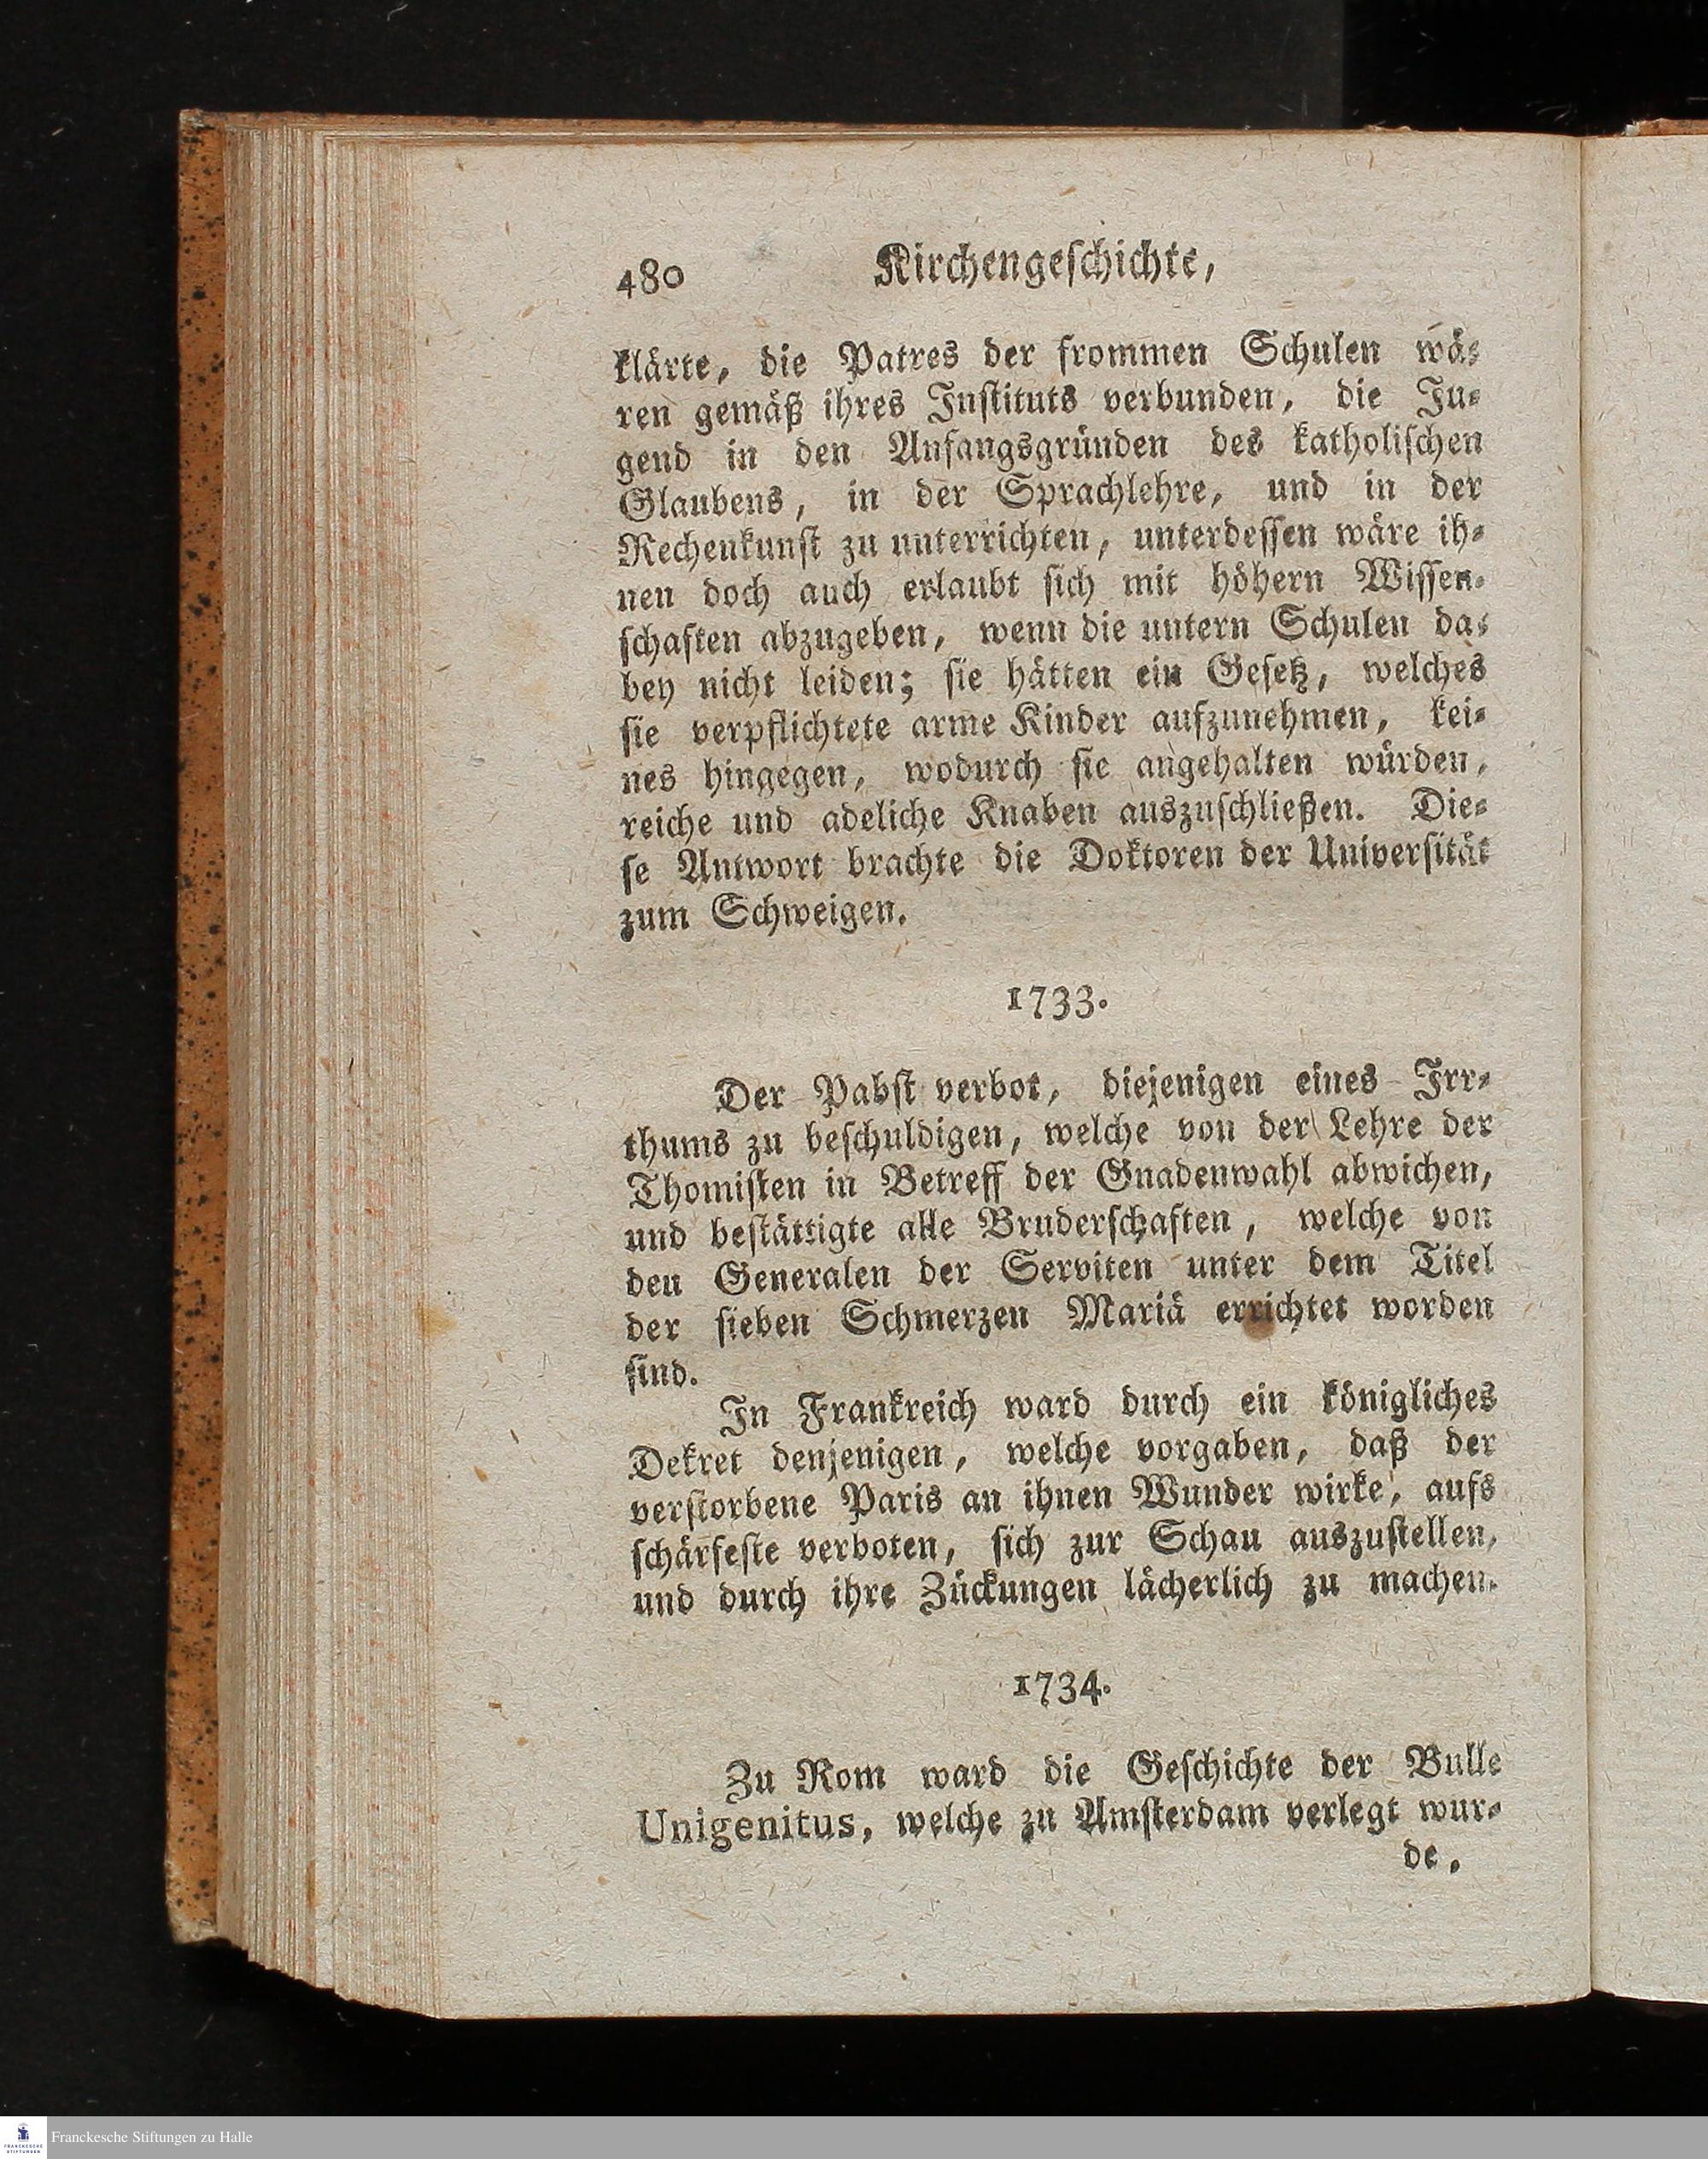 480 Kirchengeschichte,
klärte, die Patres der frommen Schulen wä-
ren gemäß ihres Instituts verbunden, die Ju-
gend in den Anfangsgründen des katholischen
Glaubens, in der Sprachlehre, und in der
Rechenkunst zu unterrichten, unterdessen wäre ih-
nen doch auch erlaubt sich mit höhern Wissen-
schaften abzugeben, wenn die untern Schulen da-
bey nicht leiden; sie hätten ein Gesetz, welches
sie verpflichtete arme Kinder aufzunehmen, kei-
nes hingegen, wodurch sie angehalten würden,
reiche und adeliche Knaben auszuschließen. Die-
se Antwort brachte die Doktoren der Universität
zum Schweigen.
1733.
Der Pabst verbot, diejenigen eines Irr-
thums zu beschuldigen, welche von der Lehre der
Thomisten in Betreff der Gnadenwahl abwichen,
und bestättigte alle Bruderschaften, welche von
den Generalen der Serviten unter dem Titel
der sieben Schmerzen Mariä errichtet worden
sind.
In Frankreich ward durch ein königliches
Dekret denjenigen, welche vorgaben, daß der
verstorbene Paris an ihnen Wunder wirke, aufs
schärfeste verboten, sich zur Schau auszustellen,
und durch ihre Zückungen lächerlich zu machen.
1734.
Zu Rom ward die Geschichte der Bulle
Unigenitus, welche zu Amsterdam verlegt wur-
de,
FRANCKESCHE STIFTUNGEN
Franckesche Stiftungen zu Halle